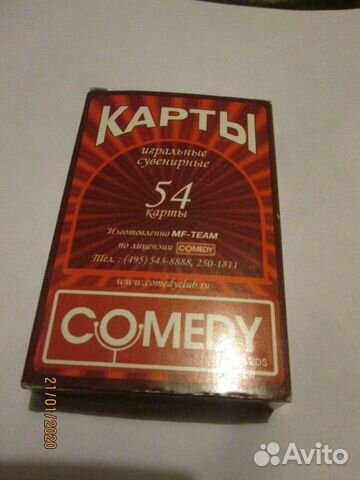 КАРТЫ
игральные
сувенирные
54
карты
Изготовленно MF-TEAM
по лицензии COMEDY
Тел. : (495) 543-8888, 250-1811
www.comedyclub.ru
COMEDY
21/01/2020
Avito